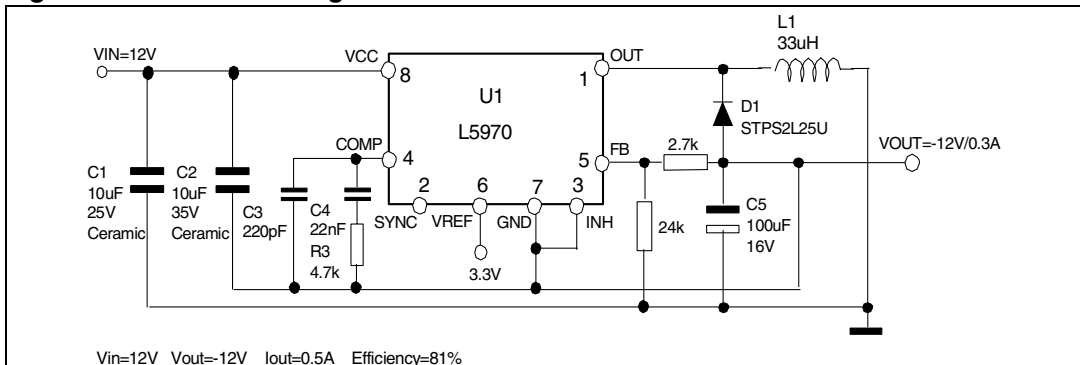 L1
33uH
VIN=12V
VCC
OUT
8
1
U1
L5970
D1
STPS2L25U
COMP
4
FB
5
2.7k
VOUT=-12V/0.3A
2
6
7
3
SYNC
VREF
GND
INH
C1
10uF
25V
Ceramic
C2
10uF
35V
Ceramic
C3
220pF
C4
22nF
R3
4.7k
3.3V
24k
C5
100uF
16V
Vin=12V Vout=-12V Iout=0.5A Efficiency=81%